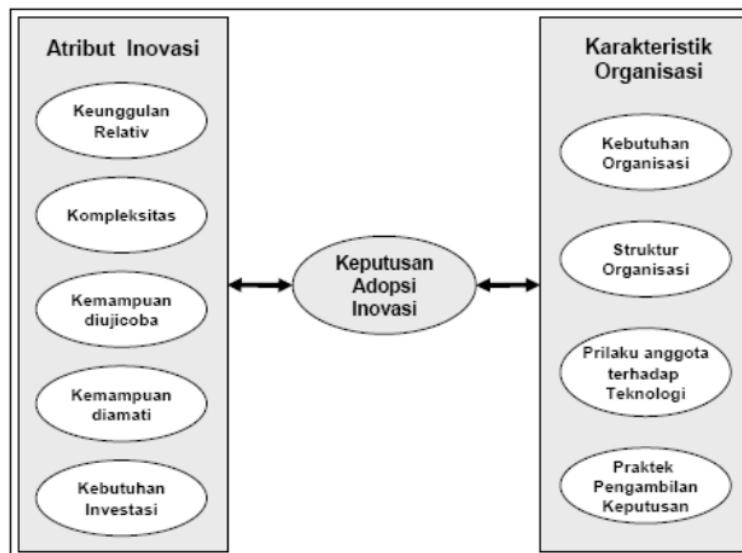 Atribut Inovasi
Keunggulan
Relativ
Kompleksitas
Kemampuan
diujicoba
Kemampuan
diamati
Kebutuhan
Investasi
Keputusan
Adopsi
Inovasi
Karakteristik
Organisasi
Kebutuhan
Organisasi
Struktur
Organisasi
Prilaku anggota
terhadap
Teknologi
Praktek
Pengambilan
Keputusan